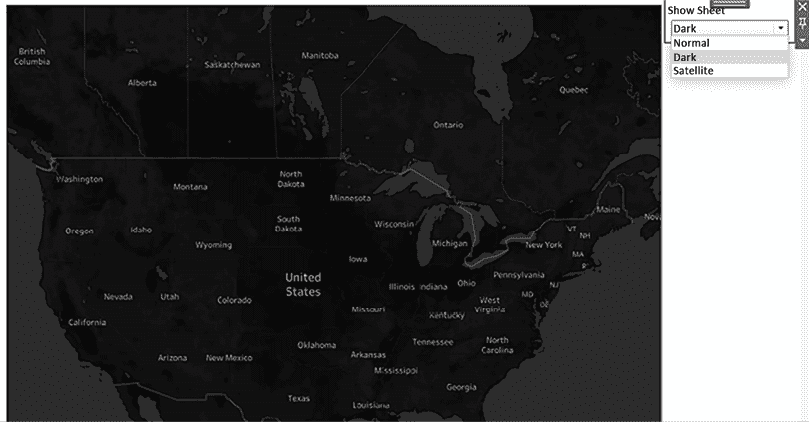 Show Sheet
Dark
Normal
Dark
Satellite
British
Columbia
Alberta
Saskatchewan
Manitoba
Ontario
Quebec
Washington
Montana
North
Dakota
Minnesota
Maine
Oregon
Idaho
Wyoming
South
Dakota
Wisconsin
Michigan
New York
VT
NH
MA
Iowa
United
States
Nevada
Utah
Colorado
Illinois
Indiana
Ohio
Pennsylvania
NJ
MD
DE
West
Virginia
California
Missouri
Kentucky
Arizona
New Mexico
Oklahoma
Arkansas
Tennessee
North
Carolina
Mississippi
Georgia
Texas
Louisiana